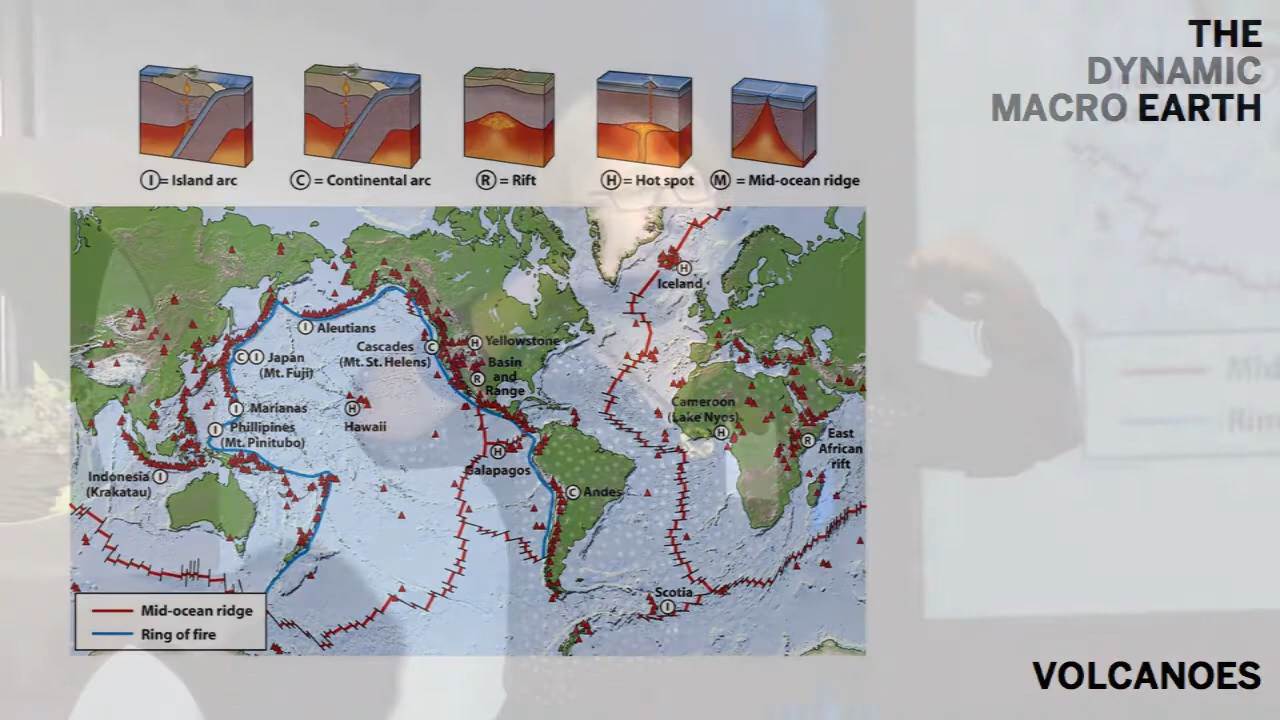 THE
DYNAMIC
MACRO EARTH
I = Island arc
C = Continental arc
R = Rift
H = Hot spot
M = Mid-ocean ridge
H
Iceland
I Aleutians
Cascades C
(Mt. St. Helens)
H Yellowstone
C I Japan
(Mt. Fuji)
R
Basin
and
Range
I Marianas
H
Hawaii
Cameroon
(Lake Nyos)
H
I Phillipines
(Mt. Pinitubo)
R East
African
rift
H
Galapagos
Indonesia I
(Krakatau)
C Andes
Scotia
I
Mid-ocean ridge
Ring of fire
VOLCANOES